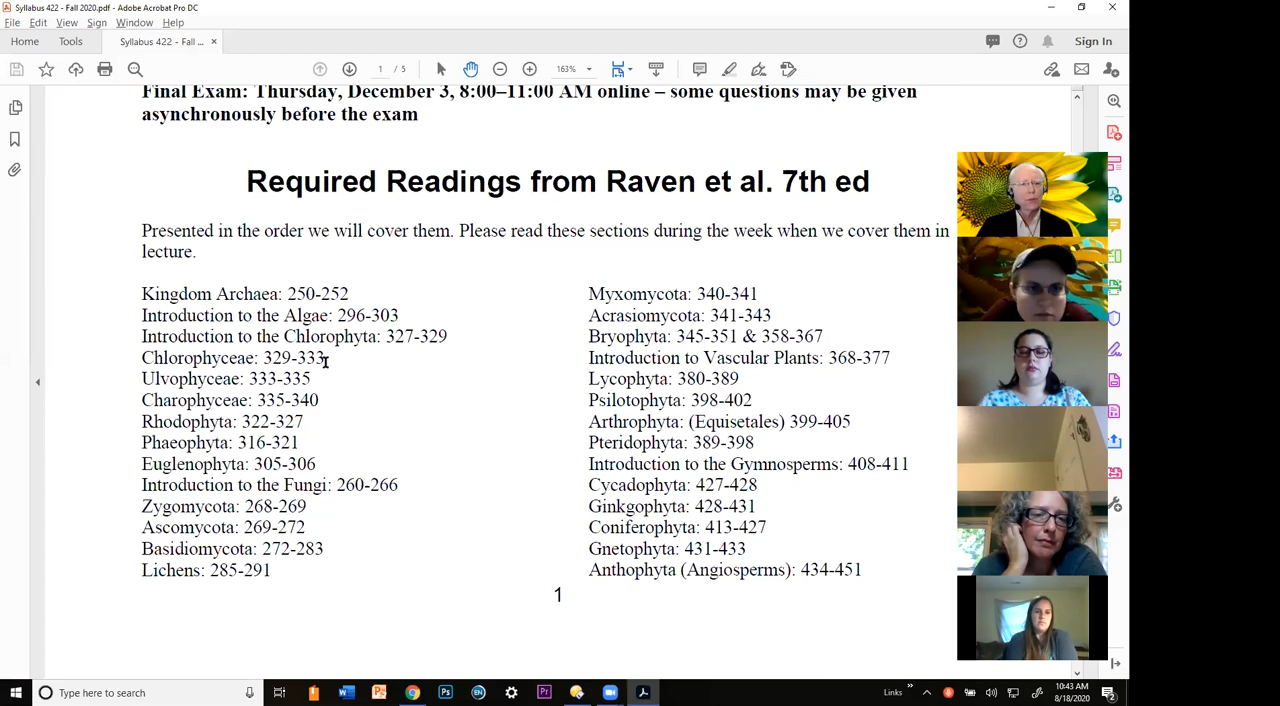 Syllabus 422 - Fall 2020.pdf - Adobe Acrobat Pro DC
File Edit View Sign Window Help
Home Tools Syllabus 422 - Fall ... × Sign In
1 / 5 163%
Final Exam: Thursday, December 3, 8:00–11:00 AM online – some questions may be given
asynchronously before the exam
Required Readings from Raven et al. 7th ed
Presented in the order we will cover them. Please read these sections during the week when we cover them in
lecture.
Kingdom Archaea: 250-252
Introduction to the Algae: 296-303
Introduction to the Chlorophyta: 327-329
Chlorophyceae: 329-333
Ulvophyceae: 333-335
Charophyceae: 335-340
Rhodophyta: 322-327
Phaeophyta: 316-321
Euglenophyta: 305-306
Introduction to the Fungi: 260-266
Zygomycota: 268-269
Ascomycota: 269-272
Basidiomycota: 272-283
Lichens: 285-291
Myxomycota: 340-341
Acrasiomycota: 341-343
Bryophyta: 345-351 & 358-367
Introduction to Vascular Plants: 368-377
Lycophyta: 380-389
Psilotophyta: 398-402
Arthrophyta: (Equisetales) 399-405
Pteridophyta: 389-398
Introduction to the Gymnosperms: 408-411
Cycadophyta: 427-428
Ginkgophyta: 428-431
Coniferophyta: 413-427
Gnetophyta: 431-433
Anthophyta (Angiosperms): 434-451
1
Type here to search
Links
10:43 AM
8/18/2020
2